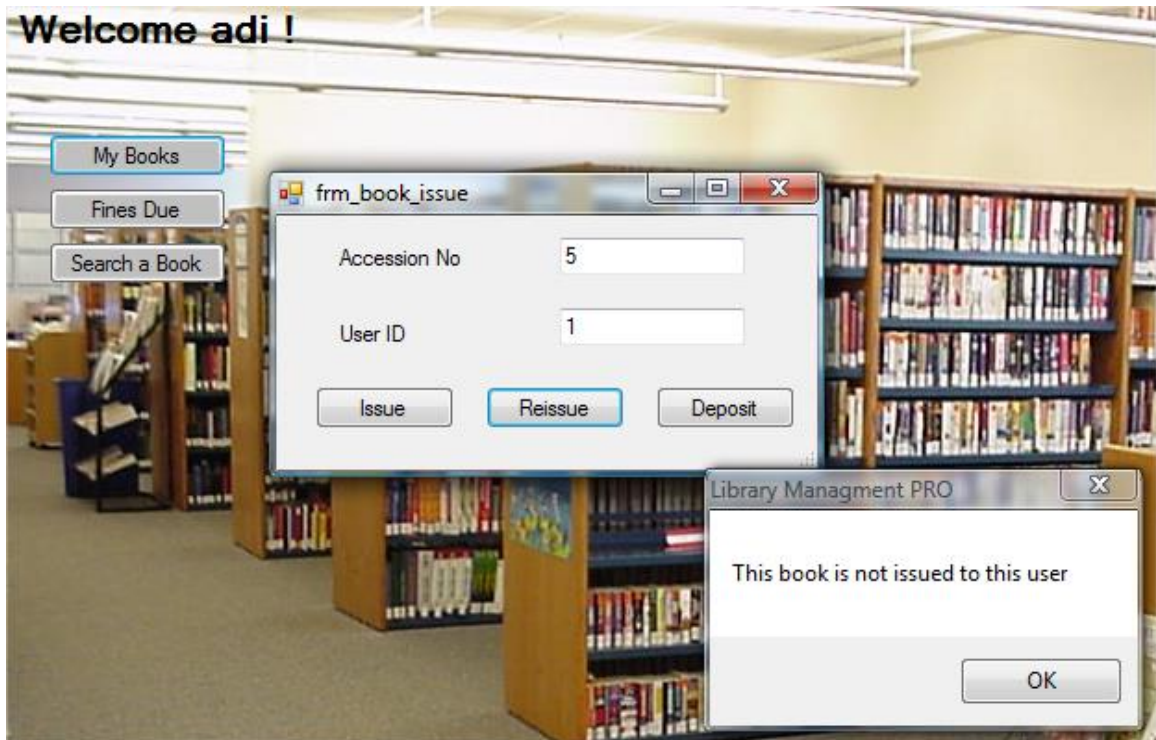 Welcome adi !
My Books
Fines Due
Search a Book
frm_book_issue
Accession No 5
User ID 1
Issue Reissue Deposit
Library Managment PRO
This book is not issued to this user
OK